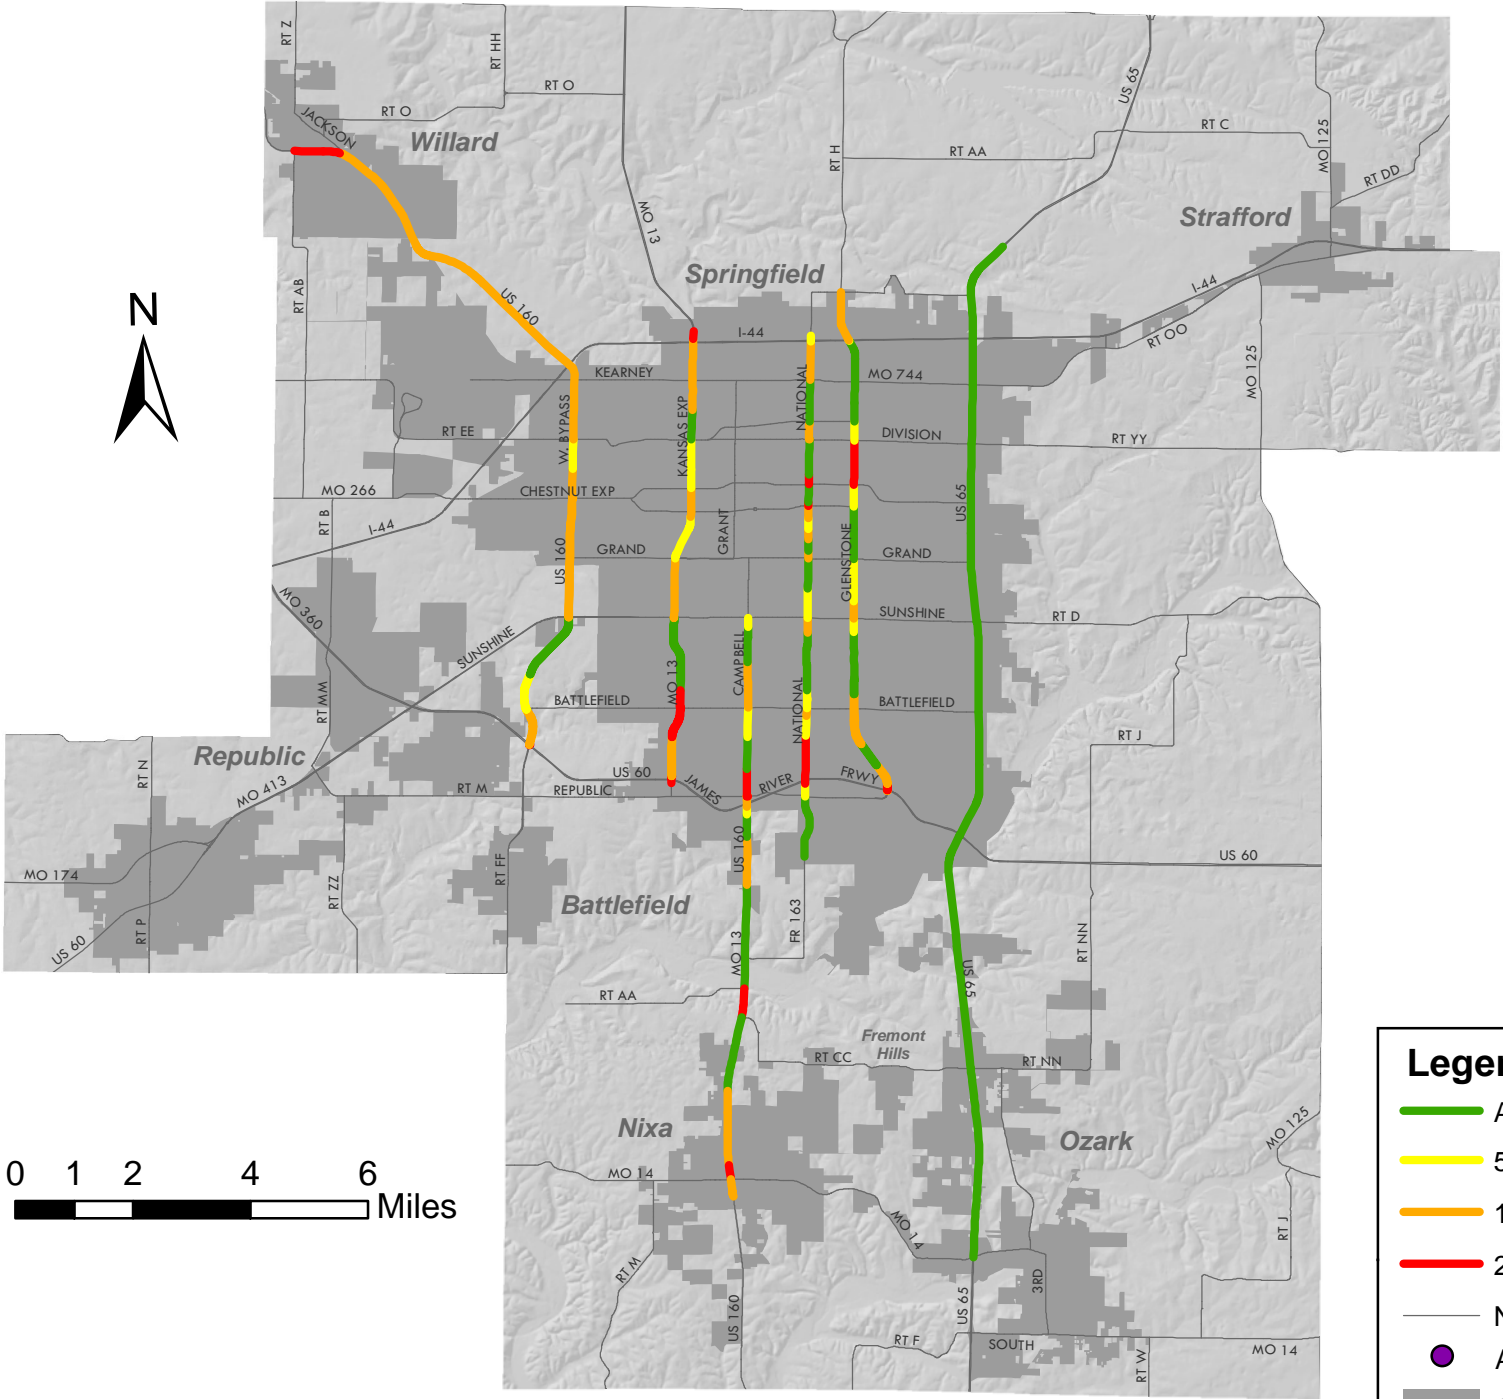 RT Z
RT HH
RT O
RT O
JACKSON
Willard
US 65
RT C
RT AA
RT H
MO 125
RT DD
Strafford
MO 13
Springfield
I-44
RT OO
RT AB
US 160
N
I-44
KEARNEY
MO 744
MO 125
NATIONAL
W. BYPASS
KANSAS EXP
RT EE
DIVISION
RT YY
MO 266
CHESTNUT EXP
US 65
RT B
I-44
GRANT
GRAND
GRAND
GLENSTONE
US 160
MO 360
SUNSHINE
SUNSHINE
RT D
CAMPBELL
MO 13
RT MM
BATTLEFIELD
BATTLEFIELD
NATIONAL
RT J
Republic
RT N
MO 413
US 60
JAMES
RIVER
FRWY
RT M
REPUBLIC
US 160
US 60
MO 174
RT ZZ
RT FF
Battlefield
RT P
US 60
FR 163
MO 13
RT NN
US 65
RT AA
Fremont
Hills
RT CC
RT NN
Nixa
Ozark
MO 125
MO 14
0 1 2 4 6
Miles
MO 14
RT J
RT M
3RD
US 160
US 65
RT F
SOUTH
RT W
MO 14
Legen
A
5
1
2
N
A